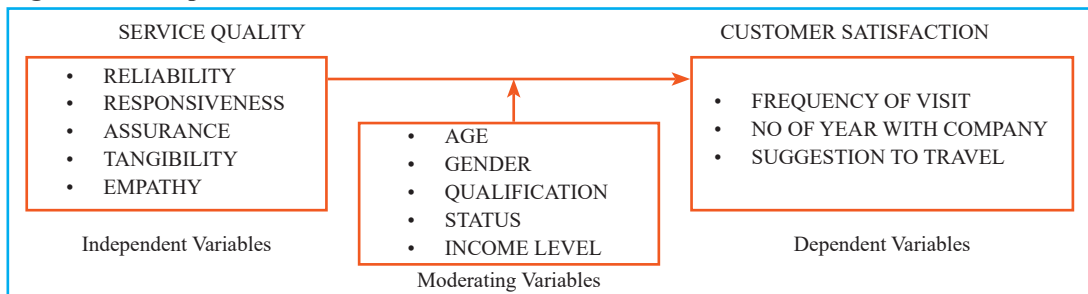 SERVICE QUALITY
• RELIABILITY
• RESPONSIVENESS
• ASSURANCE
• TANGIBILITY
• EMPATHY
Independent Variables
• AGE
• GENDER
• QUALIFICATION
• STATUS
• INCOME LEVEL
Moderating Variables
CUSTOMER SATISFACTION
• FREQUENCY OF VISIT
• NO OF YEAR WITH COMPANY
• SUGGESTION TO TRAVEL
Dependent Variables